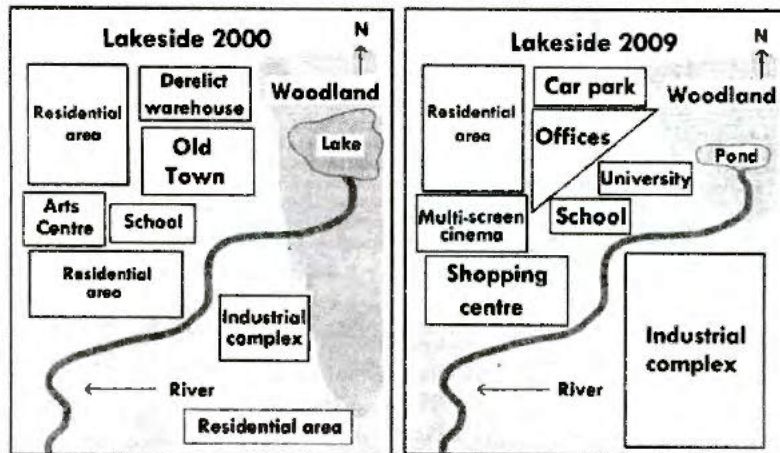 Lakeside 2000
N
Woodland
Derelict
warehouse
Residential
area
Old
Town
Lake
Arts
Centre
School
Residential
area
Industrial
complex
River
Residential area
Lakeside 2009
N
Woodland
Car park
Residential
area
Offices
Pond
University
Multi-screen
cinema
School
Shopping
centre
Industrial
complex
River